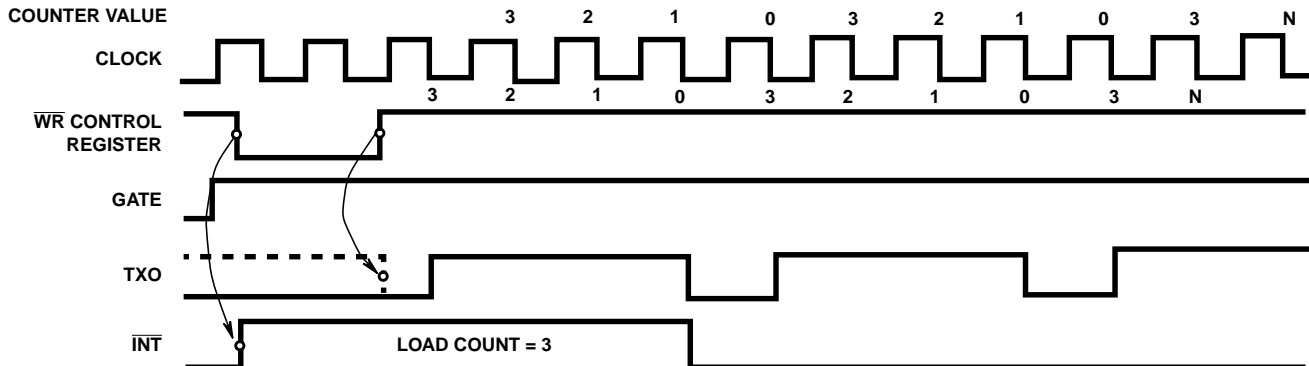 COUNTER VALUE 3 2 1 0 3 2 1 0 3 N
CLOCK
3 2 1 0 3 2 1 0 3 N
WR CONTROL
REGISTER
GATE
TXO
INT
LOAD COUNT = 3